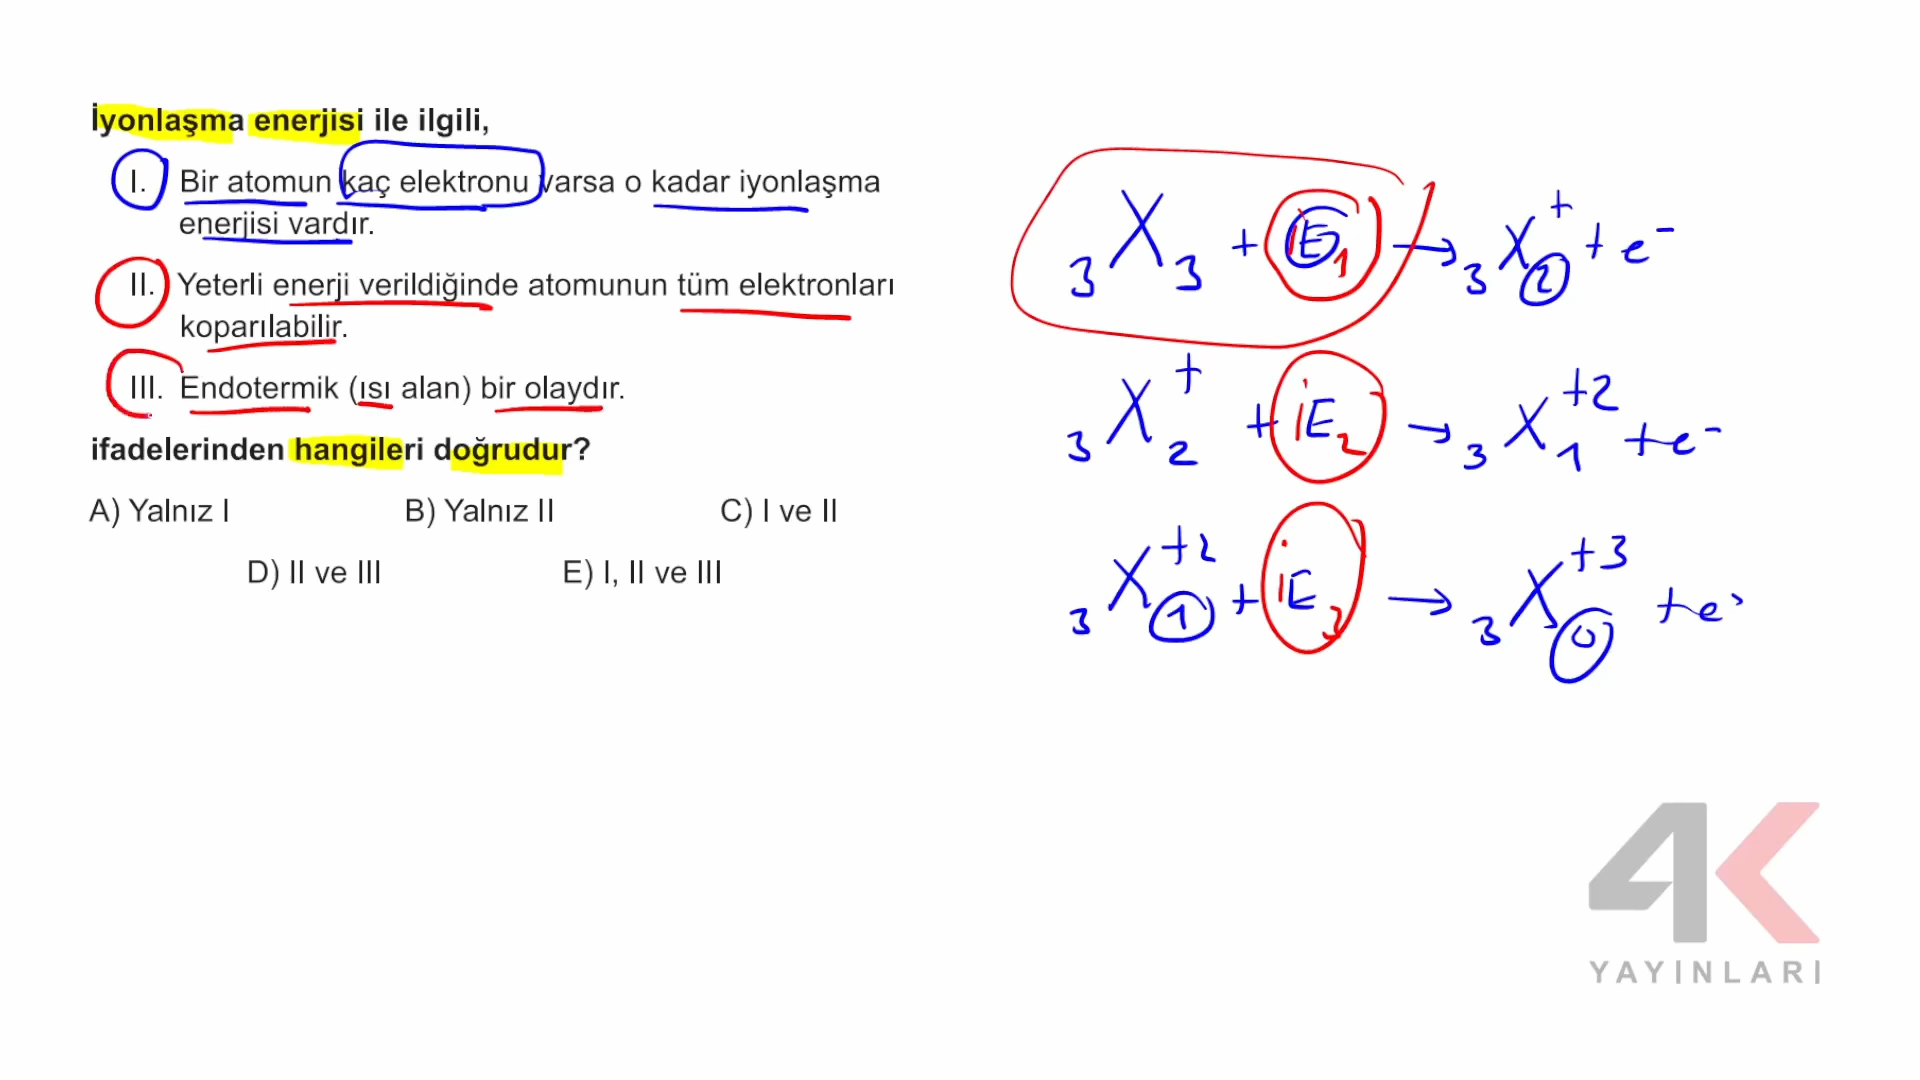 İyonlaşma enerjisi ile ilgili,
I. Bir atomun kaç elektronu varsa o kadar iyonlaşma
enerjisi vardır.
II. Yeterli enerji verildiğinde atomunun tüm elektronları
koparılabilir.
III. Endotermik (ısı alan) bir olaydır.
ifadelerinden hangileri doğrudur?
A) Yalnız I B) Yalnız II C) I ve II
D) II ve III E) I, II ve III
₃X₃ + İE₁ → ₃X₂⁺ + e⁻
₃X₂⁺ + İE₂ → ₃X₁⁺² + e⁻
₃X₁⁺² + İE₃ → ₃X₀⁺³ + e⁻
4K
YAYINLARI